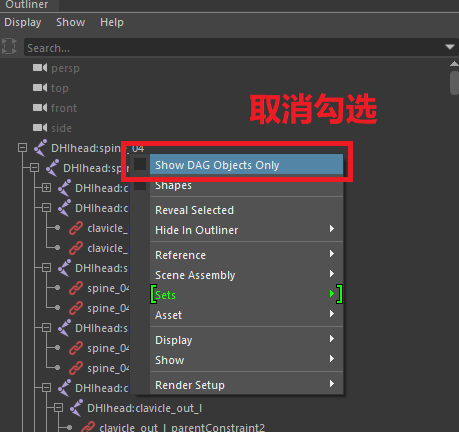 Outliner
Display Show Help
Search...
persp
top
front
side
取消勾选
DHIhead:spine_04
DHIhead:sp
Show DAG Objects Only
DHIhead:c
Shapes
DHIhead:c
Reveal Selected
clavicle_
Hide In Outliner
clavicle_
Reference
DHIhead:s
Scene Assembly
spine_04
Sets
spine_04
Asset
DHIhead:s
Display
spine_04
Show
spine_04
Render Setup
DHIhead:c
DHIhead:clavicle_out_l
clavicle_out_l_parentConstraint2